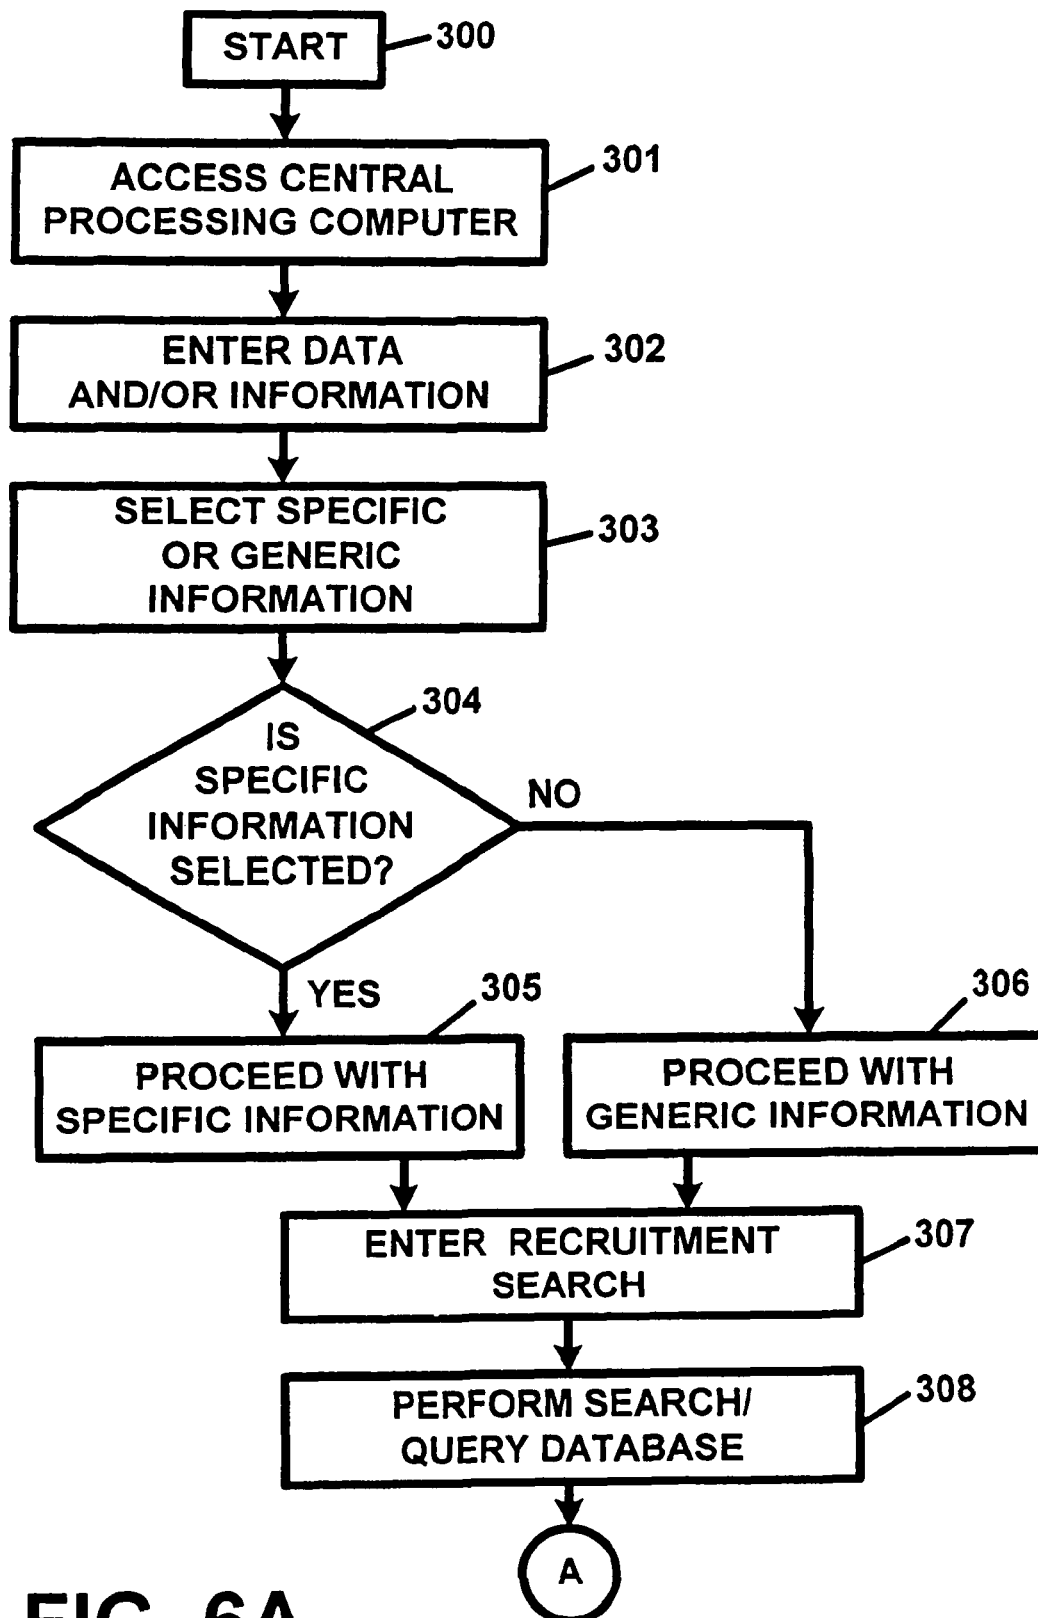 START
300
ACCESS CENTRAL
PROCESSING COMPUTER
301
ENTER DATA
AND/OR INFORMATION
302
SELECT SPECIFIC
OR GENERIC
INFORMATION
303
304
IS
SPECIFIC
INFORMATION
SELECTED?
NO
YES
305
306
PROCEED WITH
SPECIFIC INFORMATION
PROCEED WITH
GENERIC INFORMATION
ENTER RECRUITMENT
SEARCH
307
PERFORM SEARCH/
QUERY DATABASE
308
A
FIG. 6A